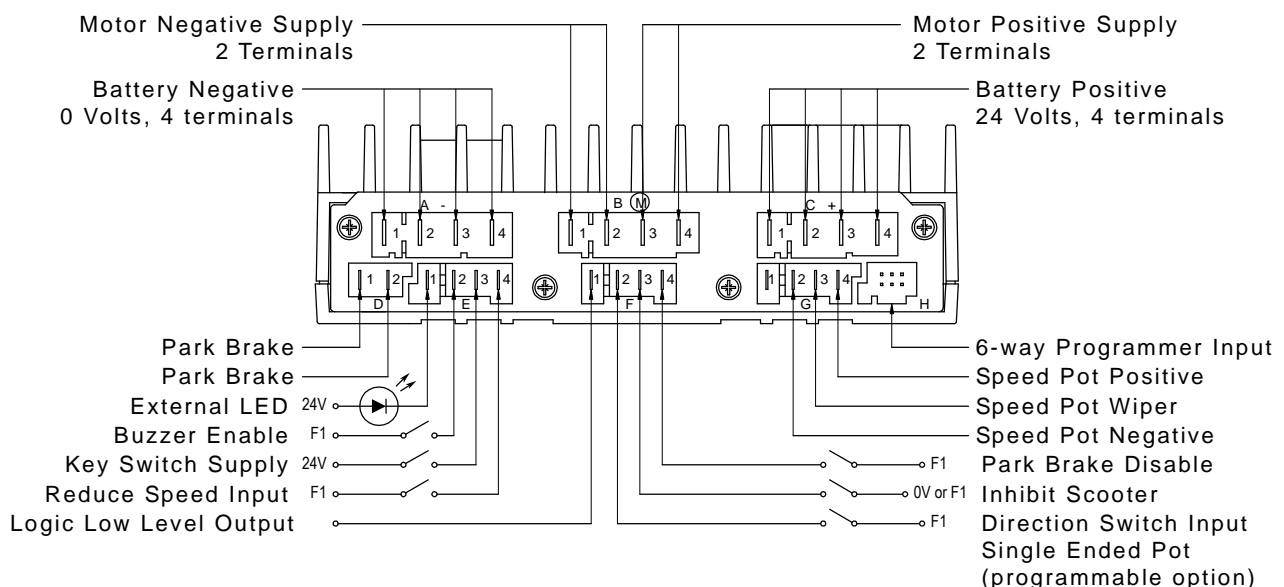 Motor Negative Supply
2 Terminals
Motor Positive Supply
2 Terminals
Battery Negative
0 Volts, 4 terminals
Battery Positive
24 Volts, 4 terminals
A -
B M
C +
1 2 3 4
1 2 3 4
1 2 3 4
1 2
1 2 3 4
1 2 3 4
1 2 3 4
D
E
F
G
H
Park Brake
Park Brake
External LED 24V
Buzzer Enable F1
Key Switch Supply 24V
Reduce Speed Input F1
Logic Low Level Output
6-way Programmer Input
Speed Pot Positive
Speed Pot Wiper
Speed Pot Negative
F1 Park Brake Disable
0V or F1 Inhibit Scooter
F1 Direction Switch Input
Single Ended Pot
(programmable option)